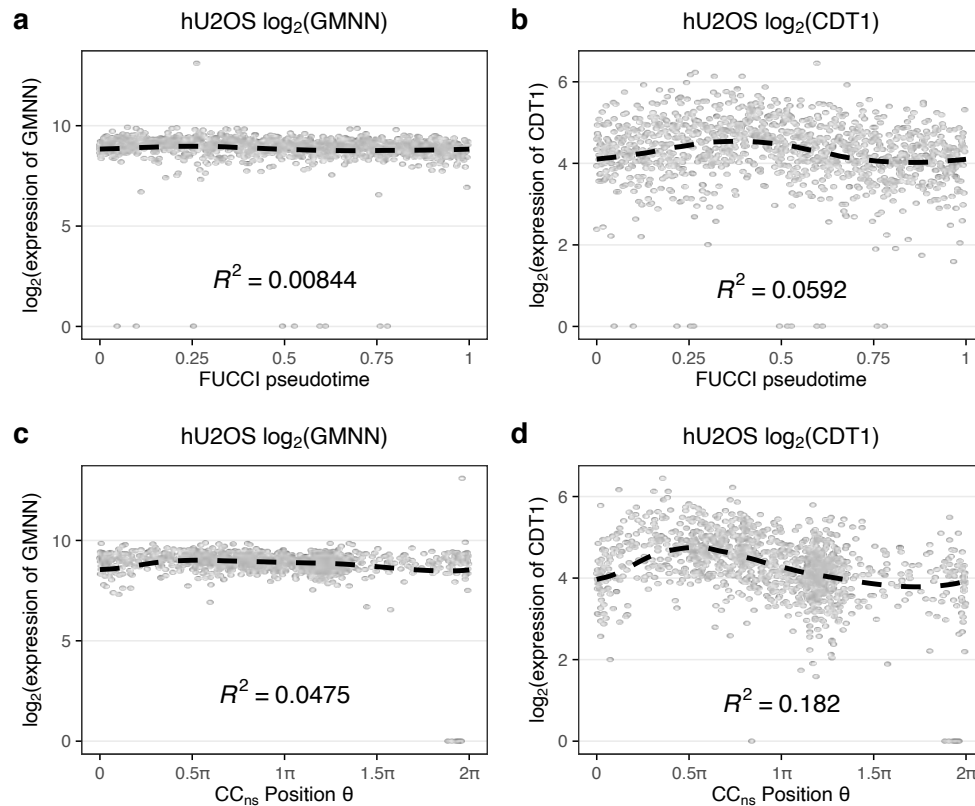 a
hU2OS log₂(GMNN)
log₂(expression of GMNN)
10
5
0
R² = 0.00844
0 0.25 0.5 0.75 1
FUCCI pseudotime
b
hU2OS log₂(CDT1)
log₂(expression of CDT1)
6
4
2
0
R² = 0.0592
0 0.25 0.5 0.75 1
FUCCI pseudotime
c
hU2OS log₂(GMNN)
log₂(expression of GMNN)
10
5
0
R² = 0.0475
0 0.5π 1π 1.5π 2π
CCₙₛ Position θ
d
hU2OS log₂(CDT1)
log₂(expression of CDT1)
6
4
2
0
R² = 0.182
0 0.5π 1π 1.5π 2π
CCₙₛ Position θ